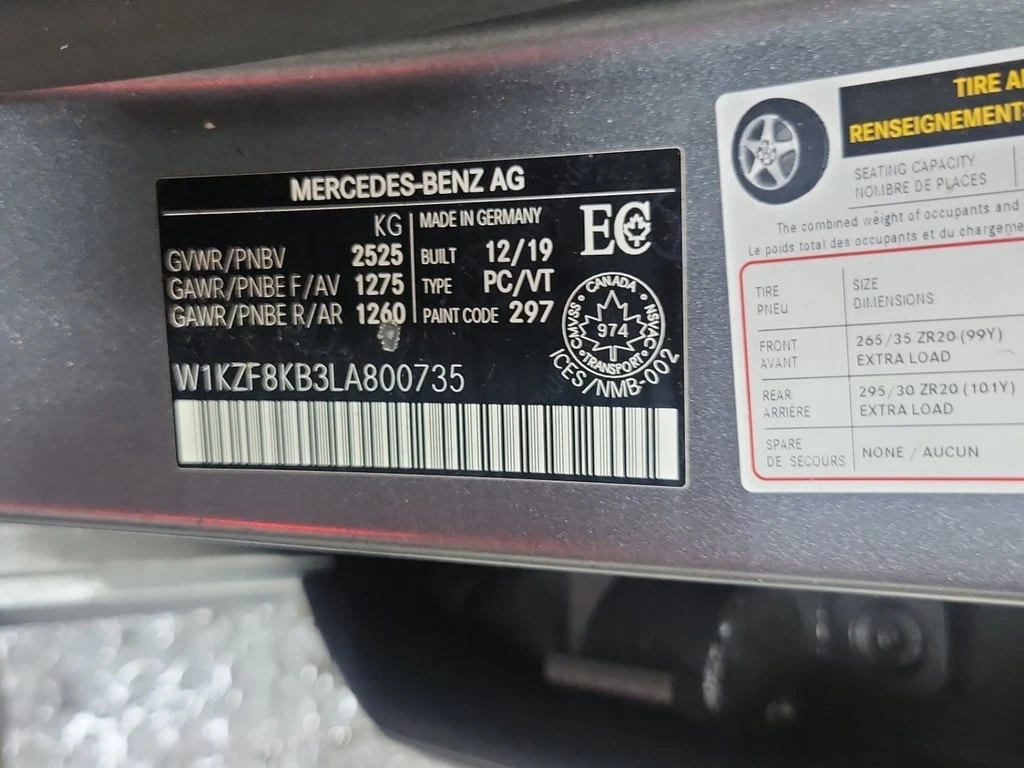 MERCEDES-BENZ AG
KG
GVWR/PNBV 2525
GAWR/PNBE F/AV 1275
GAWR/PNBE R/AR 1260
MADE IN GERMANY
BUILT 12/19
TYPE PC/VT
PAINT CODE 297
EC
CANADA
CMVSS NSVAC
974
TRANSPORT
ICES/NMB-002
W1KZF8KB3LA800735
TIRE
RENSEIGNEMENTS
SEATING CAPACITY
NOMBRE DE PLACES
The combined weight of occupants and
Le poids total des occupants et du chargeme
TIRE
PNEU
SIZE
DIMENSIONS
FRONT
AVANT
265/35 ZR20 (99Y)
EXTRA LOAD
REAR
ARRIÈRE
295/30 ZR20 (101Y)
EXTRA LOAD
SPARE
DE SECOURS
NONE / AUCUN